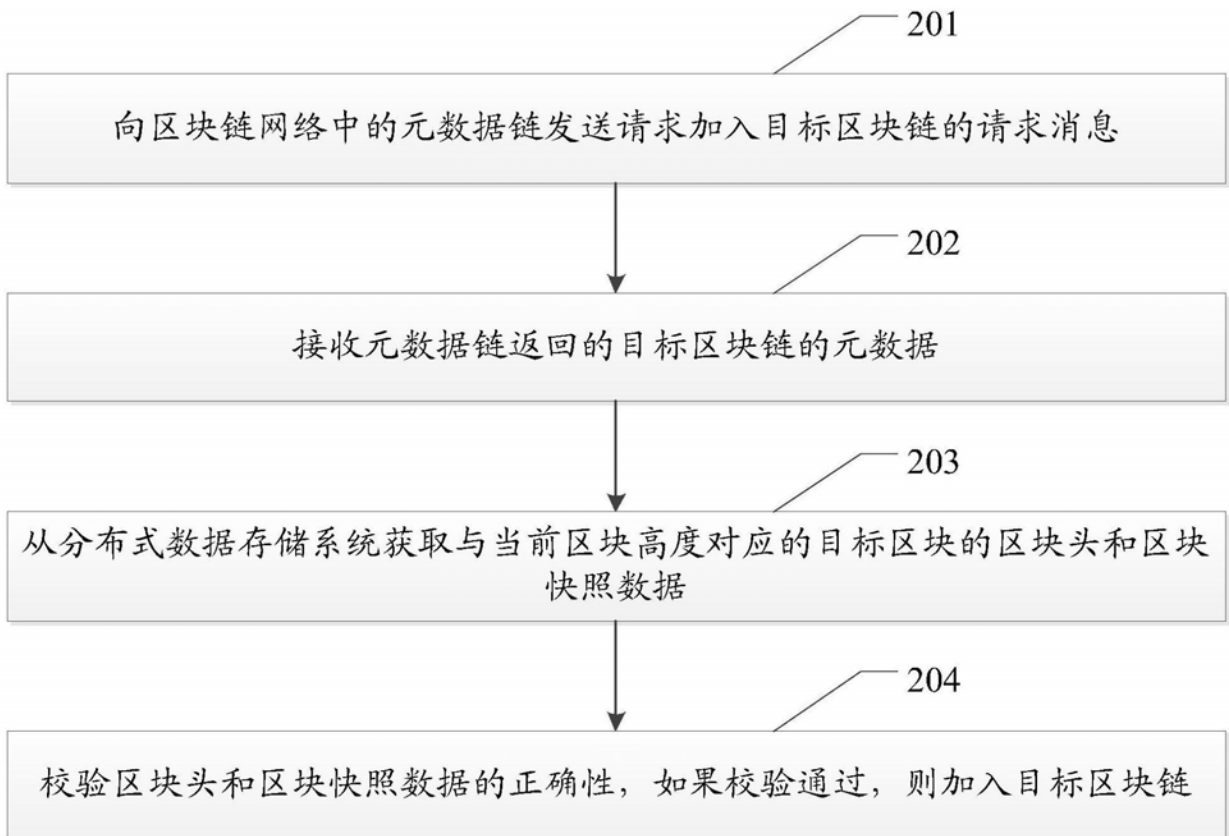 201
向区块链网络中的元数据链发送请求加入目标区块链的请求消息
202
接收元数据链返回的目标区块链的元数据
203
从分布式数据存储系统获取与当前区块高度对应的目标区块的区块头和区块
快照数据
204
校验区块头和区块快照数据的正确性，如果校验通过，则加入目标区块链